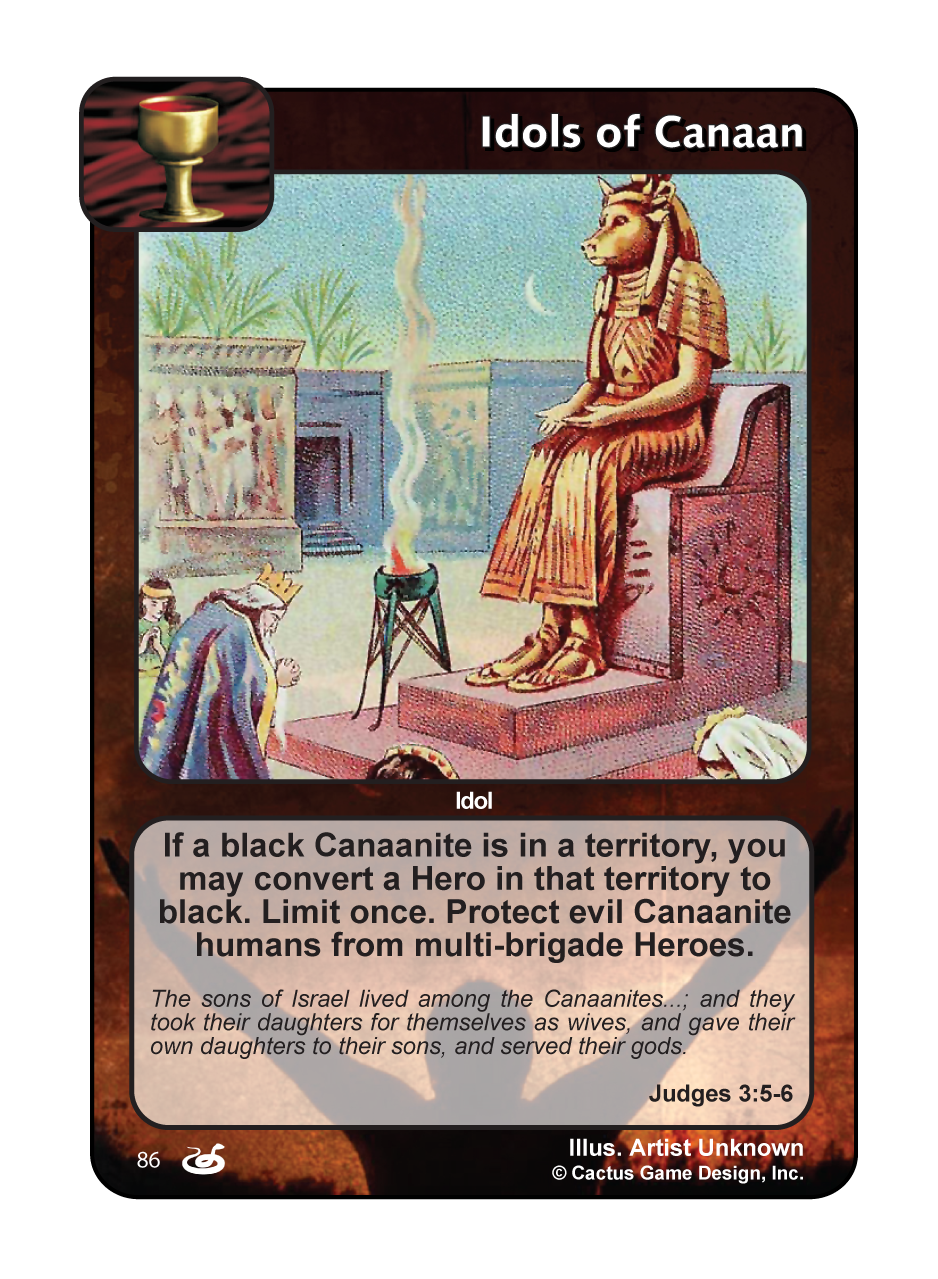 Idols of Canaan
Idol
If a black Canaanite is in a territory, you
may convert a Hero in that territory to
black. Limit once. Protect evil Canaanite
humans from multi-brigade Heroes.
The sons of Israel lived among the Canaanites...; and they
took their daughters for themselves as wives, and gave their
own daughters to their sons, and served their gods.
Judges 3:5-6
86
Illus. Artist Unknown
© Cactus Game Design, Inc.